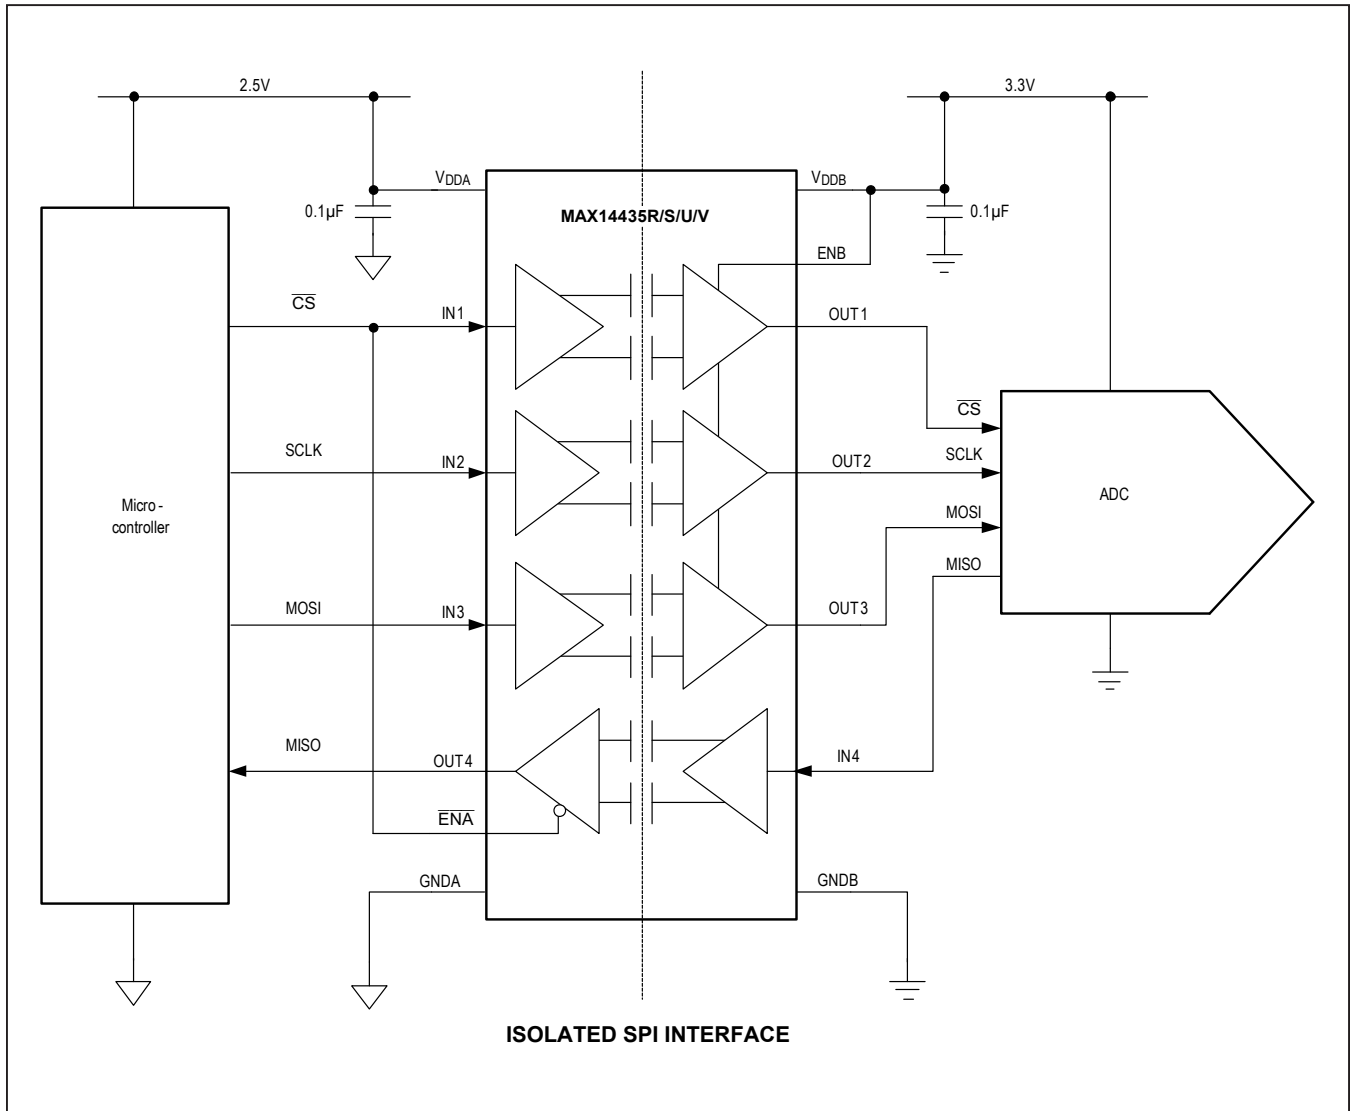 2.5V
3.3V
VDDA
VDDB
0.1µF
MAX14435R/S/U/V
0.1µF
ENB
CS
IN1
OUT1
CS
SCLK
IN2
OUT2
SCLK
ADC
Micro-
controller
MOSI
MISO
MOSI
IN3
OUT3
MISO
OUT4
IN4
ENA
GNDA
GNDB
ISOLATED SPI INTERFACE